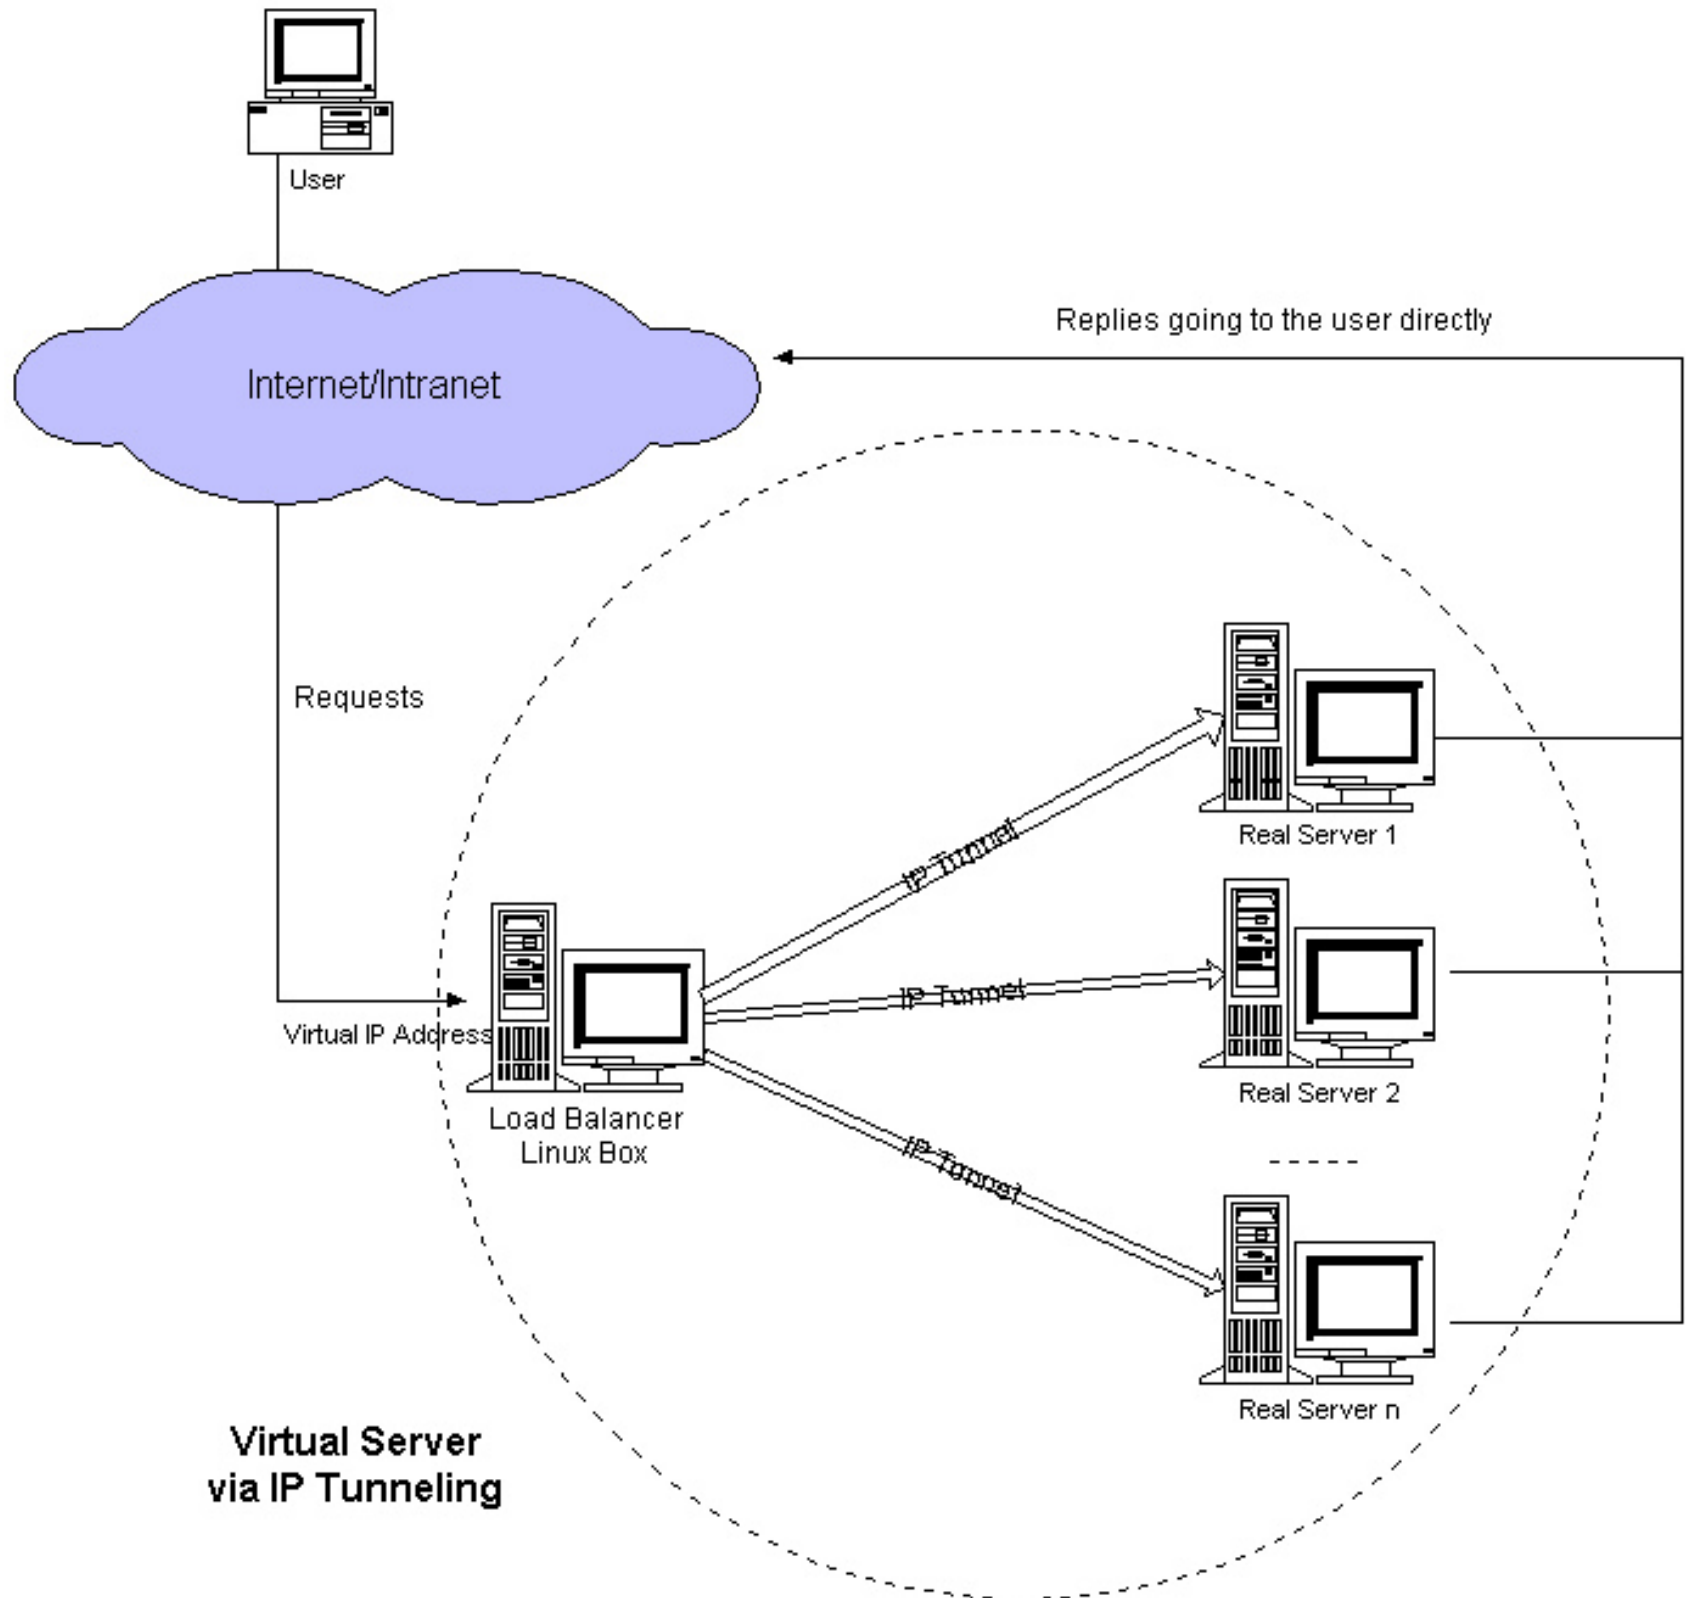 User
Internet/Intranet
Replies going to the user directly
Requests
Real Server 1
IP Tunnel
Real Server 2
IP Tunnel
Virtual IP Address
Load Balancer
Linux Box
IP Tunnel
Real Server n
Virtual Server
via IP Tunneling